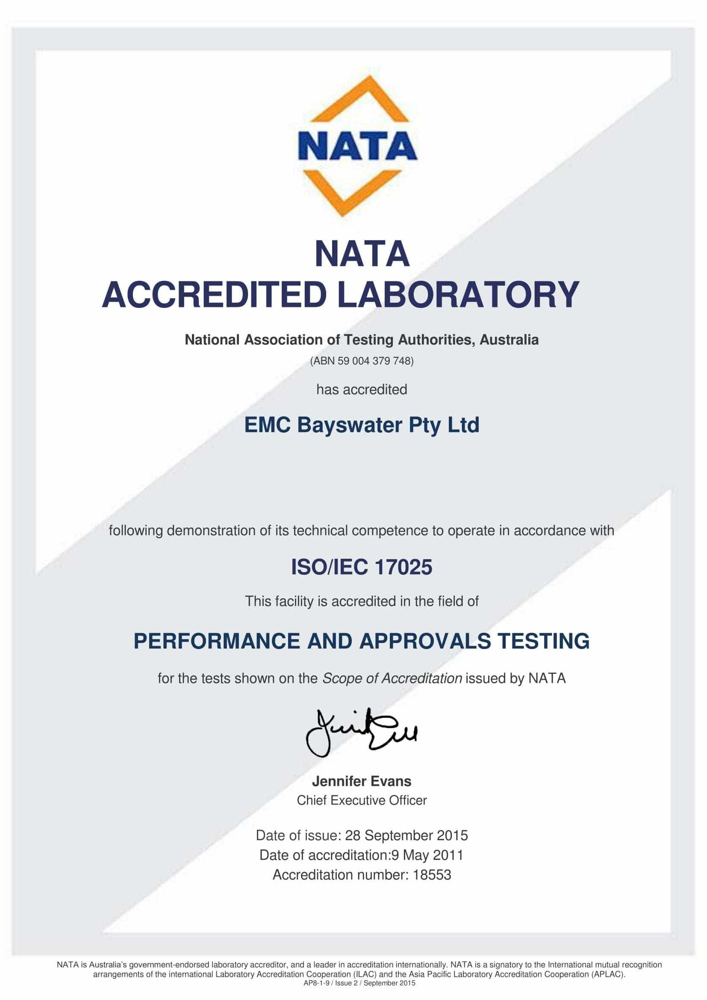 NATA
NATA
ACCREDITED LABORATORY
National Association of Testing Authorities, Australia
(ABN 59 004 379 748)
has accredited
EMC Bayswater Pty Ltd
following demonstration of its technical competence to operate in accordance with
ISO/IEC 17025
This facility is accredited in the field of
PERFORMANCE AND APPROVALS TESTING
for the tests shown on the Scope of Accreditation issued by NATA
Jennifer Evans
Chief Executive Officer
Date of issue: 28 September 2015
Date of accreditation:9 May 2011
Accreditation number: 18553
NATA is Australia's government-endorsed laboratory accreditor, and a leader in accreditation internationally. NATA is a signatory to the International mutual recognition
arrangements of the international Laboratory Accreditation Cooperation (ILAC) and the Asia Pacific Laboratory Accreditation Cooperation (APLAC).
AP8-1-9 / Issue 2 / September 2015